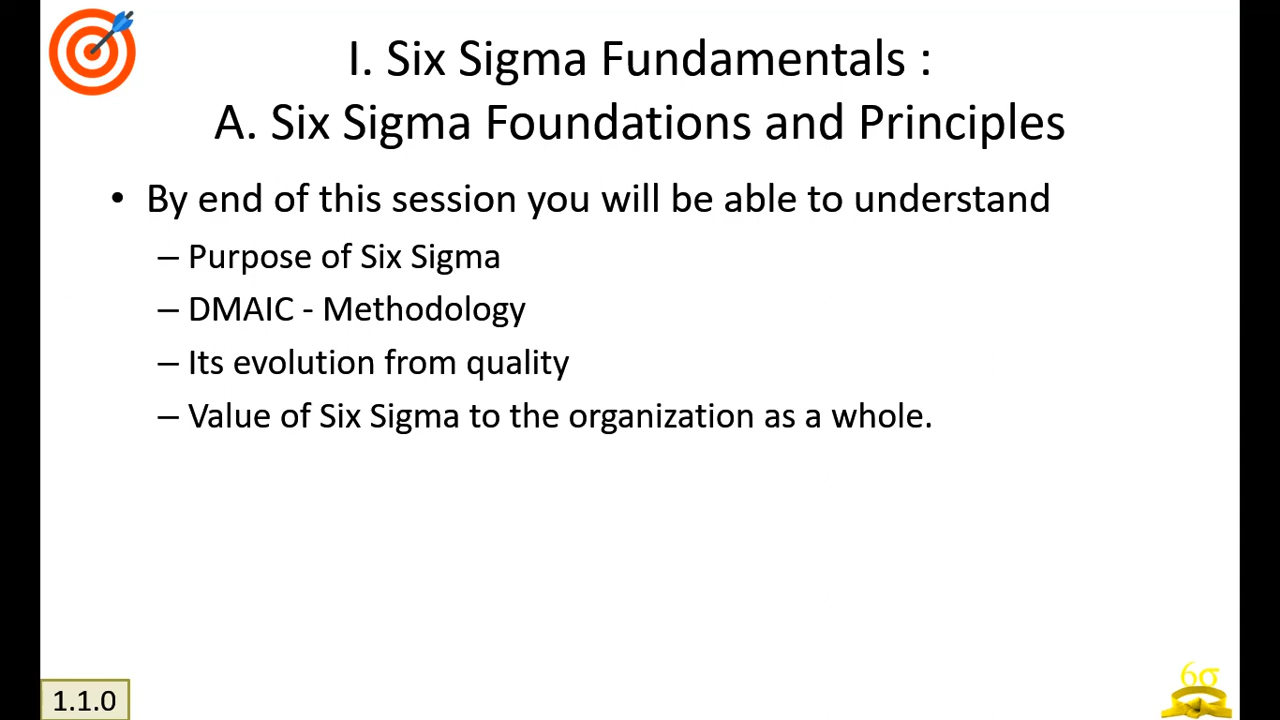 I. Six Sigma Fundamentals :
A. Six Sigma Foundations and Principles
• By end of this session you will be able to understand
– Purpose of Six Sigma
– DMAIC - Methodology
– Its evolution from quality
– Value of Six Sigma to the organization as a whole.
1.1.0
6σ